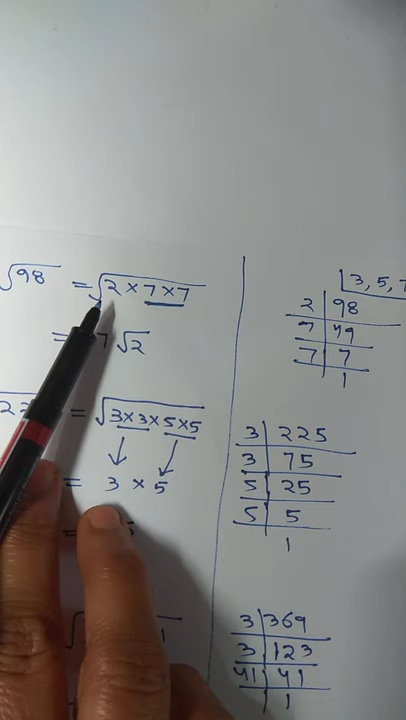 √98 = √2×7×7
= 7 √2
= √3×3×5×5
= 3 × 5
=
3, 5, 7
2 | 98
7 | 49
7 | 7
1
3 | 225
3 | 75
5 | 25
5 | 5
1
3 | 369
3 | 123
41 | 41
1